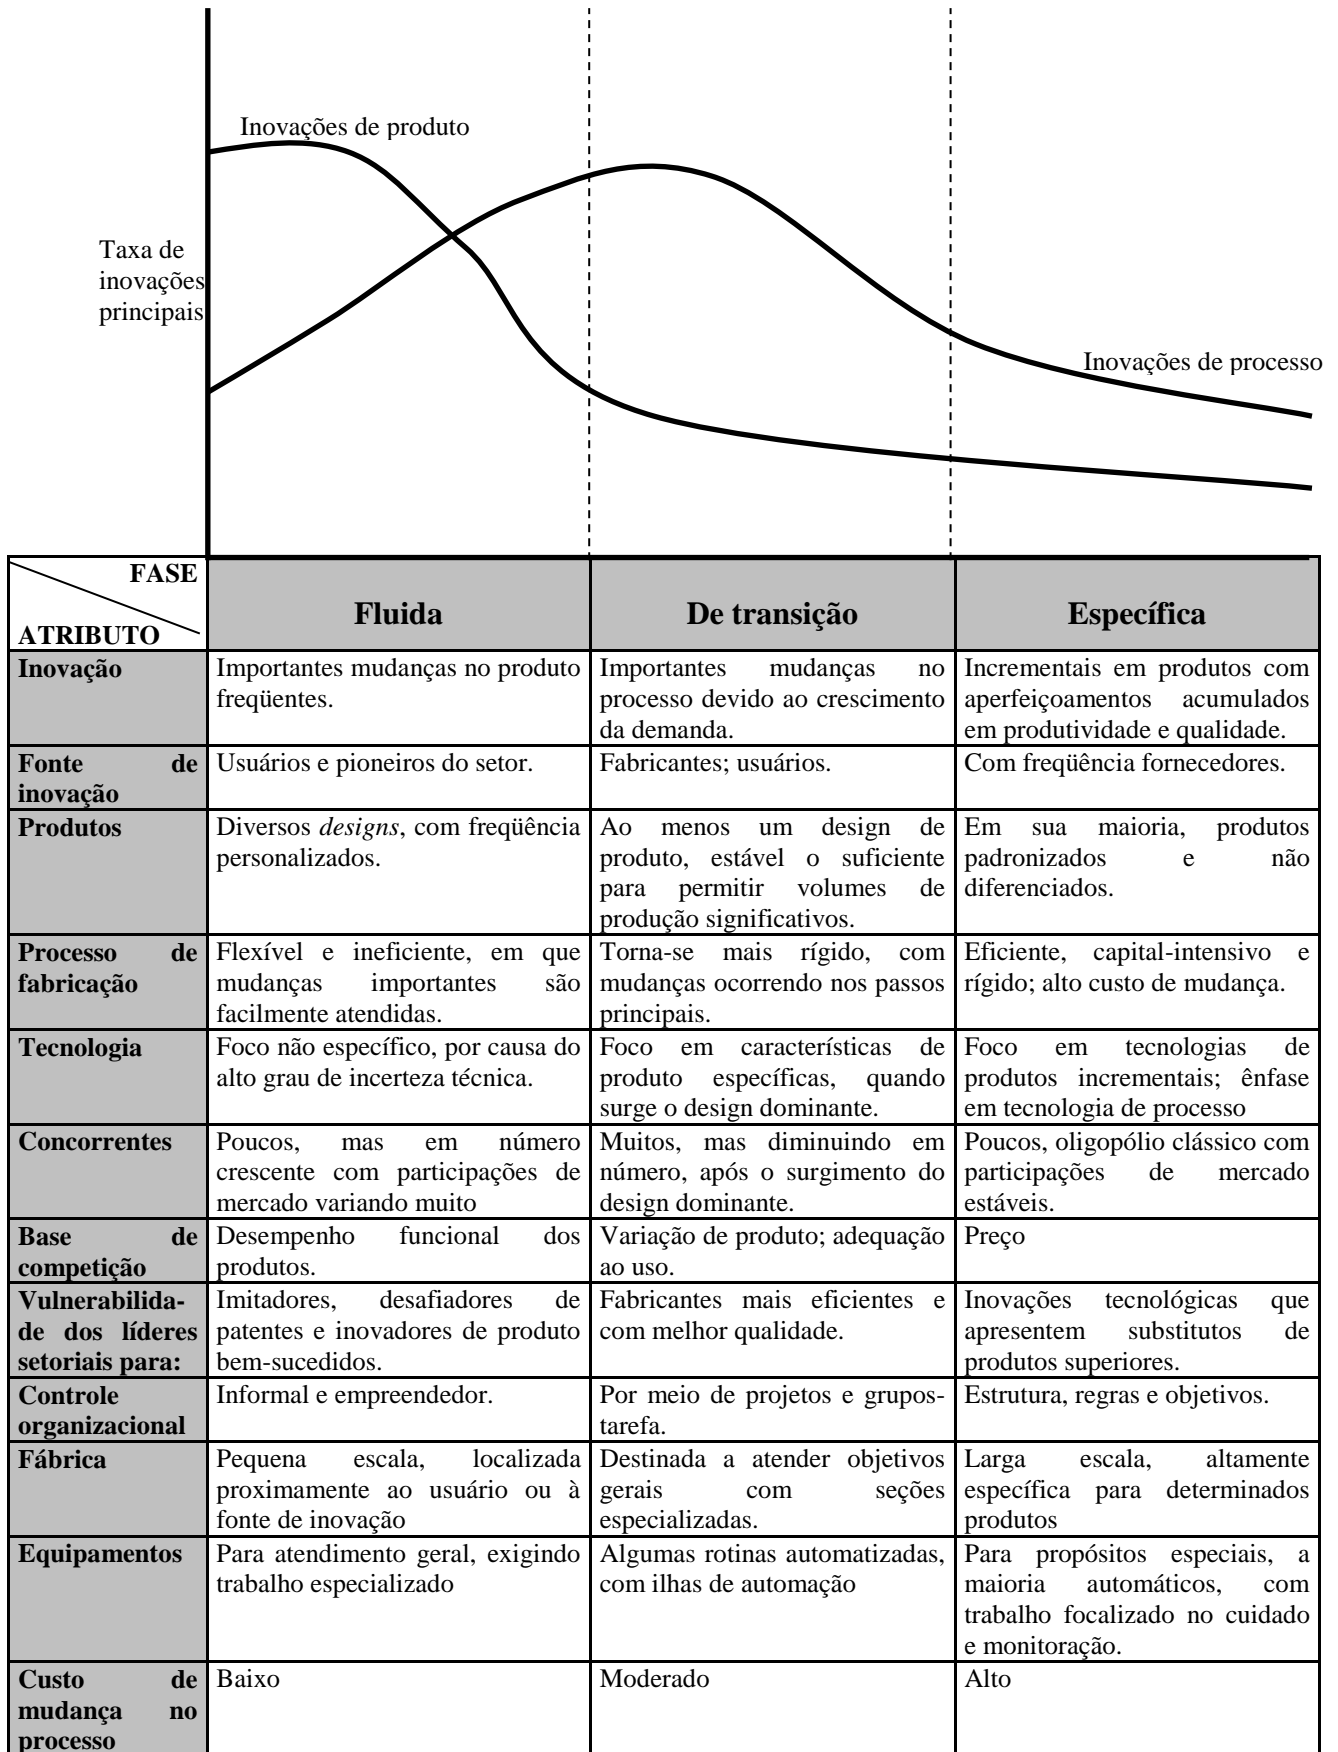 Inovações de produto
Taxa de
inovações
principais
Inovações de processo
FASE
ATRIBUTO
Fluida
De transição
Específica
Inovação
Importantes mudanças no produto
freqüentes.
Importantes mudanças no
processo devido ao crescimento
da demanda.
Incrementais em produtos com
aperfeiçoamentos acumulados
em produtividade e qualidade.
Fonte de
inovação
Usuários e pioneiros do setor.
Fabricantes; usuários.
Com freqüência fornecedores.
Produtos
Diversos designs, com freqüência
personalizados.
Ao menos um design de
produto, estável o suficiente
para permitir volumes de
produção significativos.
Em sua maioria, produtos
padronizados e não
diferenciados.
Processo de
fabricação
Flexível e ineficiente, em que
mudanças importantes são
facilmente atendidas.
Torna-se mais rígido, com
mudanças ocorrendo nos passos
principais.
Eficiente, capital-intensivo e
rígido; alto custo de mudança.
Tecnologia
Foco não específico, por causa do
alto grau de incerteza técnica.
Foco em características de
produto específicas, quando
surge o design dominante.
Foco em tecnologias de
produtos incrementais; ênfase
em tecnologia de processo
Concorrentes
Poucos, mas em número
crescente com participações de
mercado variando muito
Muitos, mas diminuindo em
número, após o surgimento do
design dominante.
Poucos, oligopólio clássico com
participações de mercado
estáveis.
Base de
competição
Desempenho funcional dos
produtos.
Variação de produto; adequação
ao uso.
Preço
Vulnerabilida-
de dos líderes
setoriais para:
Imitadores, desafiadores de
patentes e inovadores de produto
bem-sucedidos.
Fabricantes mais eficientes e
com melhor qualidade.
Inovações tecnológicas que
apresentem substitutos de
produtos superiores.
Controle
organizacional
Informal e empreendedor.
Por meio de projetos e grupos-
tarefa.
Estrutura, regras e objetivos.
Fábrica
Pequena escala, localizada
proximamente ao usuário ou à
fonte de inovação
Destinada a atender objetivos
gerais com seções
especializadas.
Larga escala, altamente
específica para determinados
produtos
Equipamentos
Para atendimento geral, exigindo
trabalho especializado
Algumas rotinas automatizadas,
com ilhas de automação
Para propósitos especiais, a
maioria automáticos, com
trabalho focalizado no cuidado
e monitoração.
Custo de
mudança no
processo
Baixo
Moderado
Alto